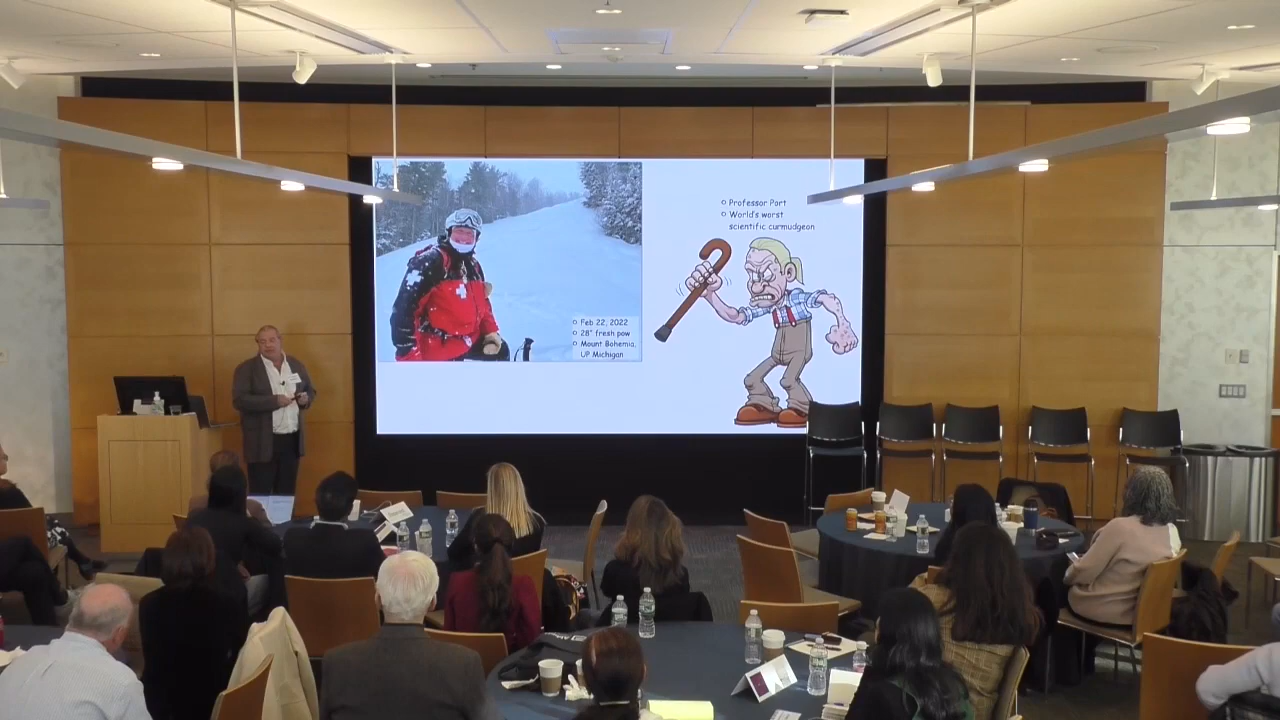 ○ Feb 22, 2022
○ 28" fresh pow
○ Mount Bohemia,
UP Michigan
○ Professor Port
○ World's worst
scientific curmudgeon